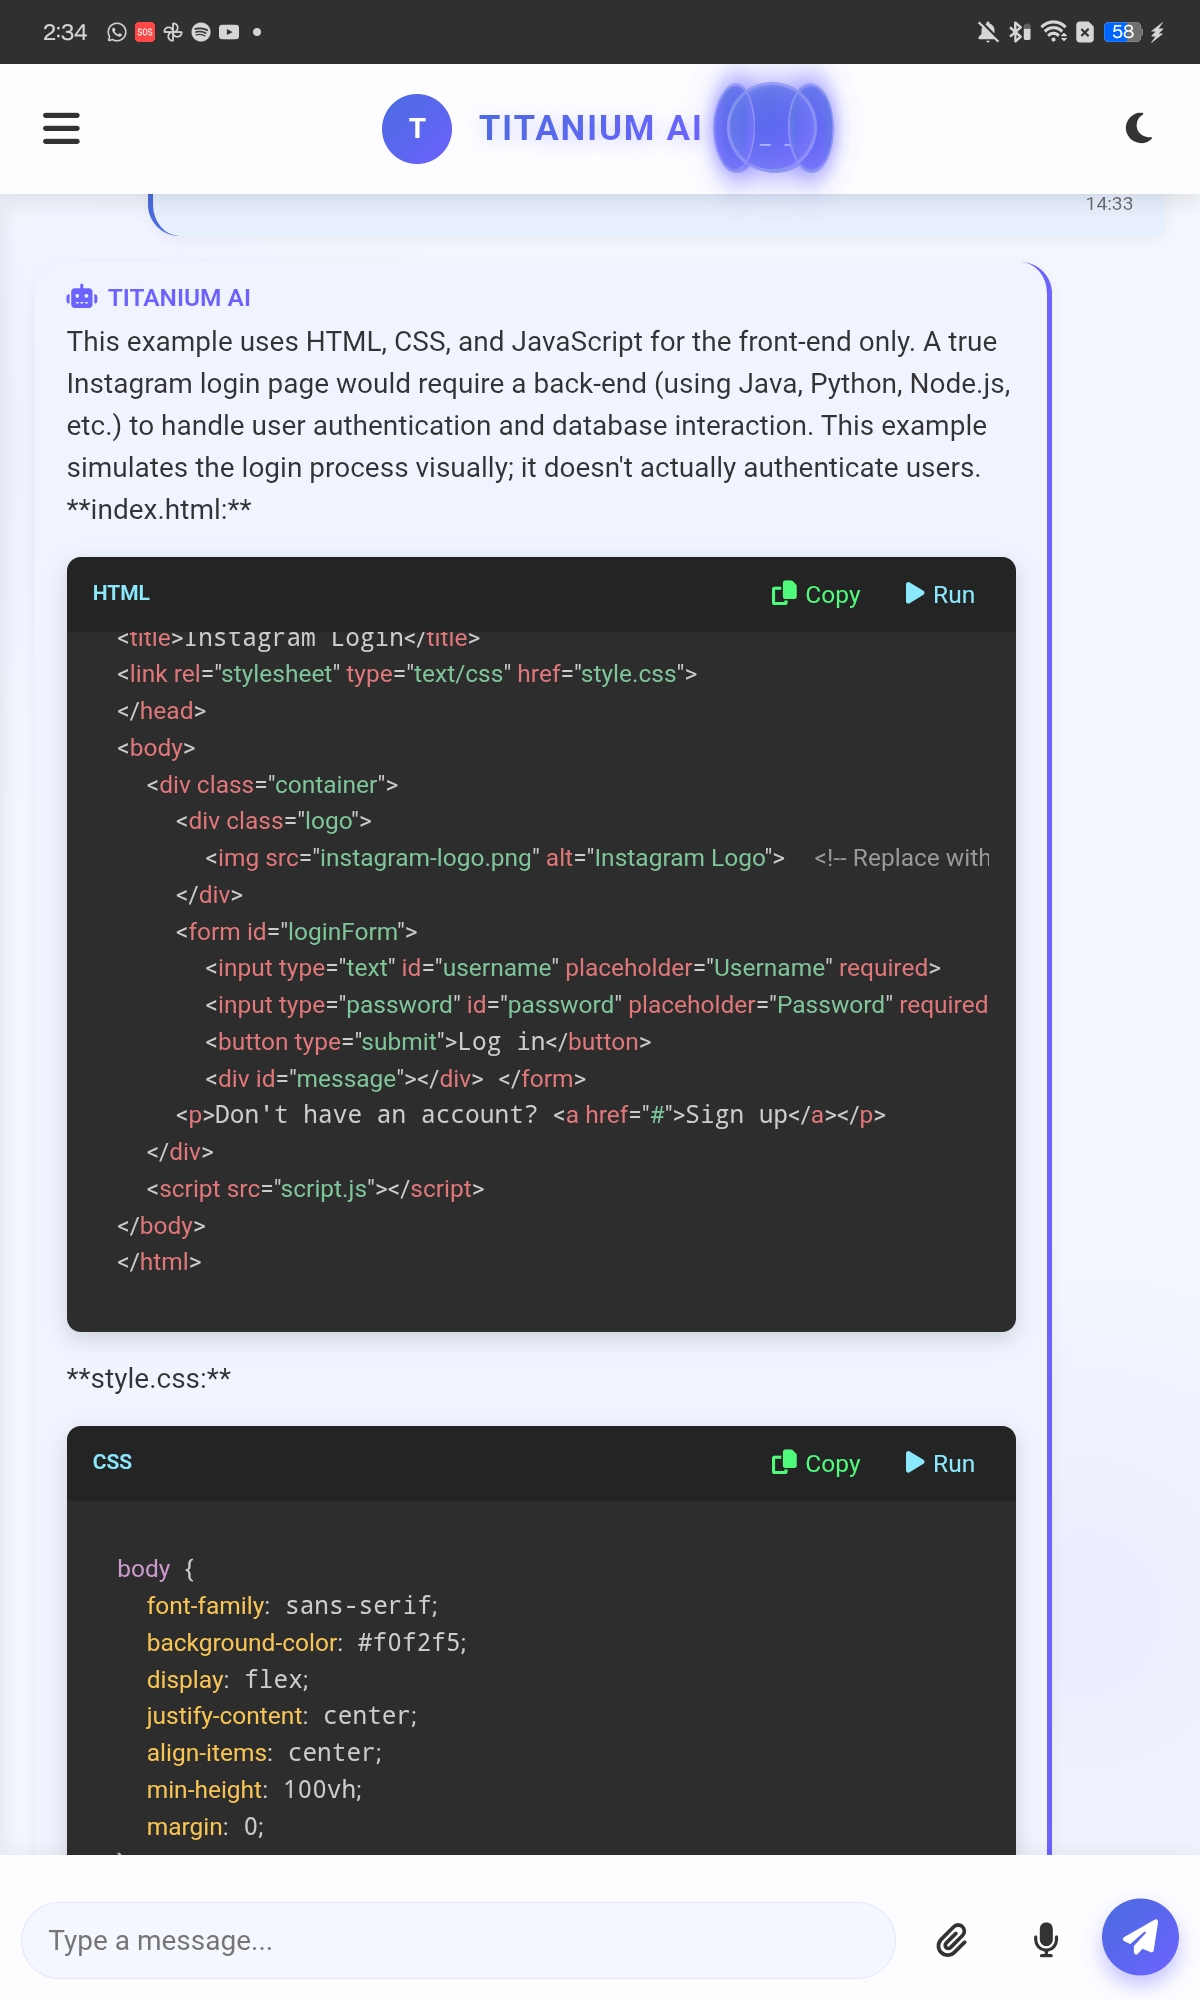 2:34
SOS
58
T
TITANIUM AI
14:33
TITANIUM AI
This example uses HTML, CSS, and JavaScript for the front-end only. A true
Instagram login page would require a back-end (using Java, Python, Node.js,
etc.) to handle user authentication and database interaction. This example
simulates the login process visually; it doesn't actually authenticate users.
**index.html:**
HTML
Copy
Run
<title>Instagram Login</title>
<link rel="stylesheet" type="text/css" href="style.css">
</head>
<body>
<div class="container">
<div class="logo">
<img src="instagram-logo.png" alt="Instagram Logo"> <!-- Replace with
</div>
<form id="loginForm">
<input type="text" id="username" placeholder="Username" required>
<input type="password" id="password" placeholder="Password" required
<button type="submit">Log in</button>
<div id="message"></div> </form>
<p>Don't have an account? <a href="#">Sign up</a></p>
</div>
<script src="script.js"></script>
</body>
</html>
**style.css:**
CSS
Copy
Run
body {
font-family: sans-serif;
background-color: #f0f2f5;
display: flex;
justify-content: center;
align-items: center;
min-height: 100vh;
margin: 0;
Type a message...